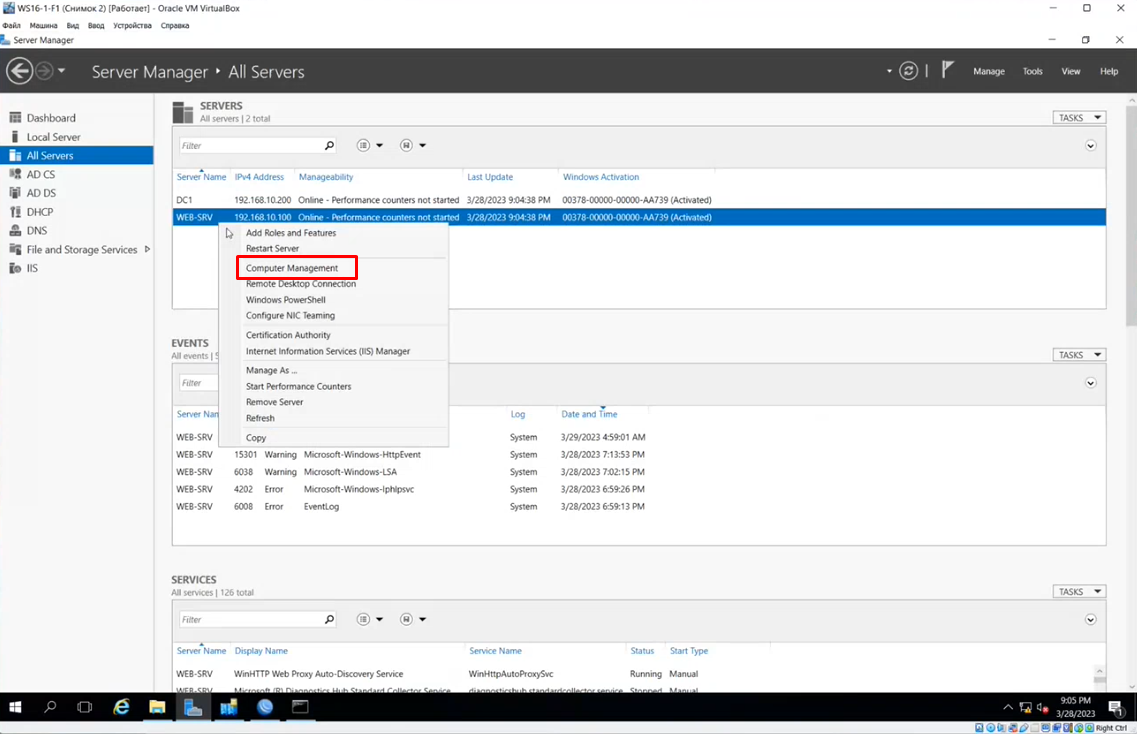 WS16-1-F1 (Снимок 2) [Работает] - Oracle VM VirtualBox
Файл Машина Вид Ввод Устройства Справка
Server Manager
Server Manager ‣ All Servers
Manage Tools View Help
Dashboard
Local Server
All Servers
AD CS
AD DS
DHCP
DNS
File and Storage Services
IIS
SERVERS
All servers | 2 total
TASKS
Filter
Server Name IPv4 Address Manageability Last Update Windows Activation
DC1 192.168.10.200 Online - Performance counters not started 3/28/2023 9:04:38 PM 00378-00000-00000-AA739 (Activated)
WEB-SRV 192.168.10.100 Online - Performance counters not started 3/28/2023 9:04:38 PM 00378-00000-00000-AA739 (Activated)
Add Roles and Features
Restart Server
Computer Management
Remote Desktop Connection
Windows PowerShell
Configure NIC Teaming
Certification Authority
Internet Information Services (IIS) Manager
Manage As ...
Start Performance Counters
Remove Server
Refresh
Copy
EVENTS
All events |
TASKS
Filter
Server Log Date and Time
WEB-SRV System 3/29/2023 4:59:01 AM
WEB-SRV 15301 Warning Microsoft-Windows-HttpEvent System 3/28/2023 7:13:53 PM
WEB-SRV 6038 Warning Microsoft-Windows-LSA System 3/28/2023 7:02:15 PM
WEB-SRV 4202 Error Microsoft-Windows-Iphlpsvc System 3/28/2023 6:59:26 PM
WEB-SRV 6008 Error EventLog System 3/28/2023 6:59:13 PM
SERVICES
All services | 126 total
TASKS
Filter
Server Name Display Name Service Name Status Start Type
WEB-SRV WinHTTP Web Proxy Auto-Discovery Service WinHttpAutoProxySvc Running Manual
WEB-SRV Microsoft (R) Diagnostics Hub Standard Collector Service diagnosticshub.standardcollector.service Stopped Manual
9:05 PM
3/28/2023
1
Right Ctrl